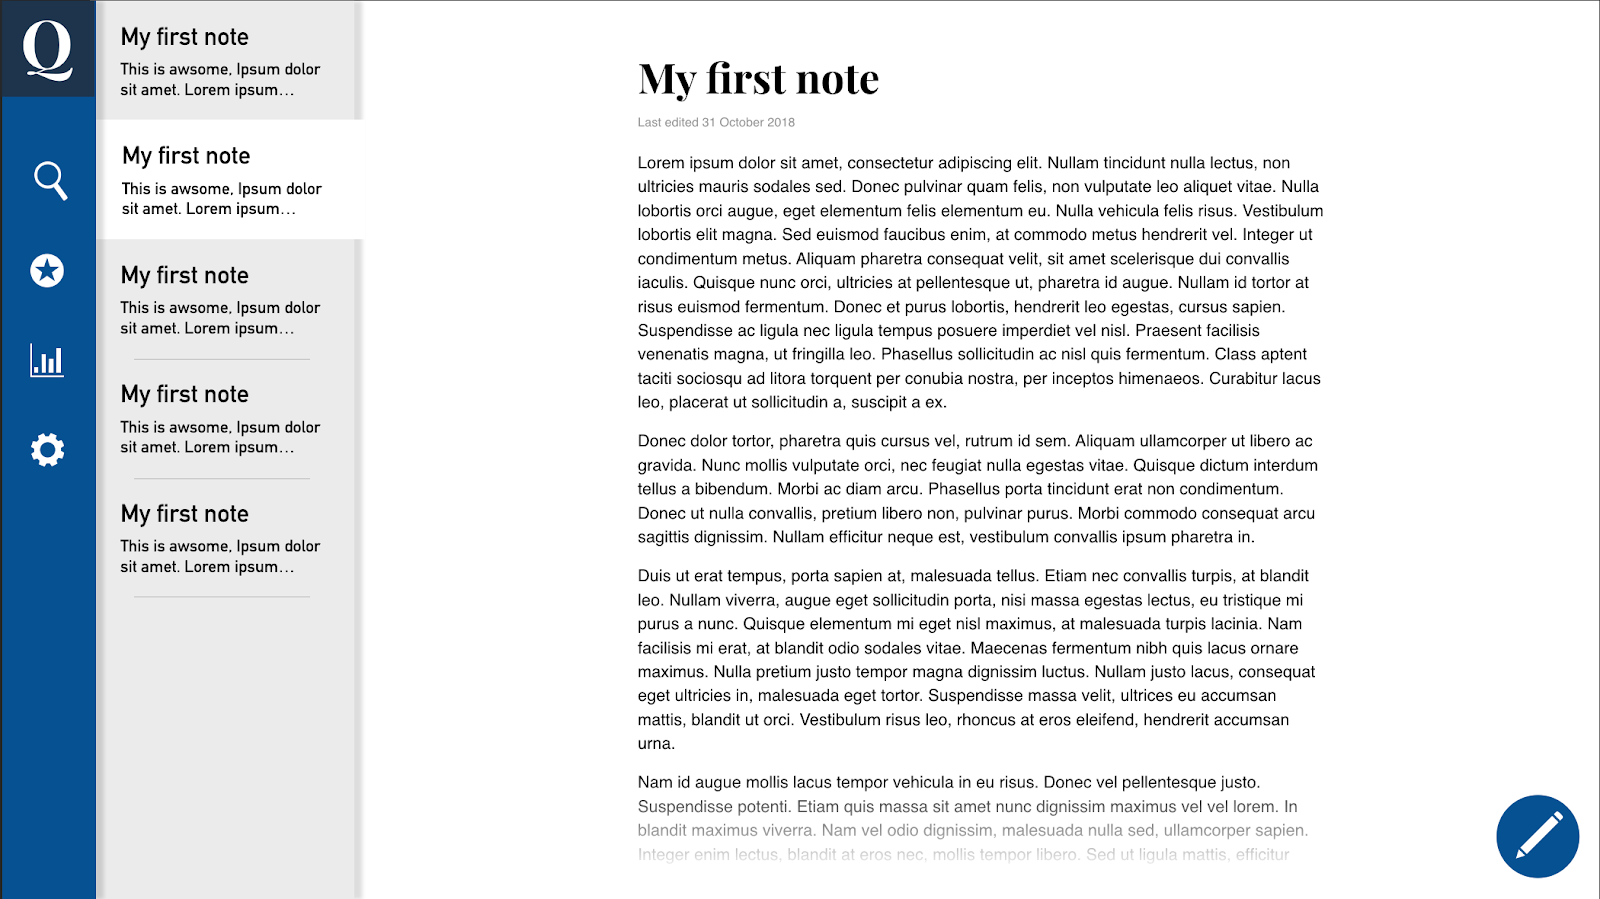 Q
My first note
This is awsome, Ipsum dolor
sit amet. Lorem ipsum...
My first note
This is awsome, Ipsum dolor
sit amet. Lorem ipsum...
My first note
This is awsome, Ipsum dolor
sit amet. Lorem ipsum...
My first note
This is awsome, Ipsum dolor
sit amet. Lorem ipsum...
My first note
This is awsome, Ipsum dolor
sit amet. Lorem ipsum...
My first note
Last edited 31 October 2018
Lorem ipsum dolor sit amet, consectetur adipiscing elit. Nullam tincidunt nulla lectus, non
ultricies mauris sodales sed. Donec pulvinar quam felis, non vulputate leo aliquet vitae. Nulla
lobortis orci augue, eget elementum felis elementum eu. Nulla vehicula felis risus. Vestibulum
lobortis elit magna. Sed euismod faucibus enim, at commodo metus hendrerit vel. Integer ut
condimentum metus. Aliquam pharetra consequat velit, sit amet scelerisque dui convallis
iaculis. Quisque nunc orci, ultricies at pellentesque ut, pharetra id augue. Nullam id tortor at
risus euismod fermentum. Donec et purus lobortis, hendrerit leo egestas, cursus sapien.
Suspendisse ac ligula nec ligula tempus posuere imperdiet vel nisl. Praesent facilisis
venenatis magna, ut fringilla leo. Phasellus sollicitudin ac nisl quis fermentum. Class aptent
taciti sociosqu ad litora torquent per conubia nostra, per inceptos himenaeos. Curabitur lacus
leo, placerat ut sollicitudin a, suscipit a ex.
Donec dolor tortor, pharetra quis cursus vel, rutrum id sem. Aliquam ullamcorper ut libero ac
gravida. Nunc mollis vulputate orci, nec feugiat nulla egestas vitae. Quisque dictum interdum
tellus a bibendum. Morbi ac diam arcu. Phasellus porta tincidunt erat non condimentum.
Donec ut nulla convallis, pretium libero non, pulvinar purus. Morbi commodo consequat arcu
sagittis dignissim. Nullam efficitur neque est, vestibulum convallis ipsum pharetra in.
Duis ut erat tempus, porta sapien at, malesuada tellus. Etiam nec convallis turpis, at blandit
leo. Nullam viverra, augue eget sollicitudin porta, nisi massa egestas lectus, eu tristique mi
purus a nunc. Quisque elementum mi eget nisl maximus, at malesuada turpis lacinia. Nam
facilisis mi erat, at blandit odio sodales vitae. Maecenas fermentum nibh quis lacus ornare
maximus. Nulla pretium justo tempor magna dignissim luctus. Nullam justo lacus, consequat
eget ultricies in, malesuada eget tortor. Suspendisse massa velit, ultrices eu accumsan
mattis, blandit ut orci. Vestibulum risus leo, rhoncus at eros eleifend, hendrerit accumsan
urna.
Nam id augue mollis lacus tempor vehicula in eu risus. Donec vel pellentesque justo.
Suspendisse potenti. Etiam quis massa sit amet nunc dignissim maximus vel vel lorem. In
blandit maximus viverra. Nam vel odio dignissim, malesuada nulla sed, ullamcorper sapien.
Integer enim lectus, blandit at eros nec, mollis tempor libero. Sed ut ligula mattis, efficitur